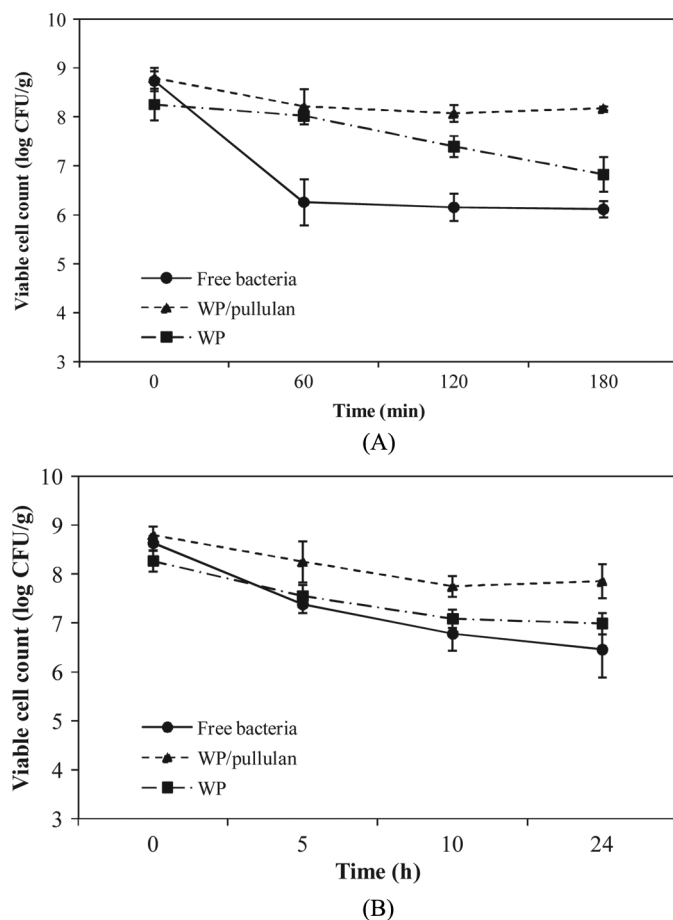 10
9
8
7
6
5
4
3
Viable cell count (log CFU/g)
Free bacteria
WP/pullulan
WP
0 60 120 180
Time (min)
(A)
10
9
8
7
6
5
4
3
Viable cell count (log CFU/g)
Free bacteria
WP/pullulan
WP
0 5 10 24
Time (h)
(B)